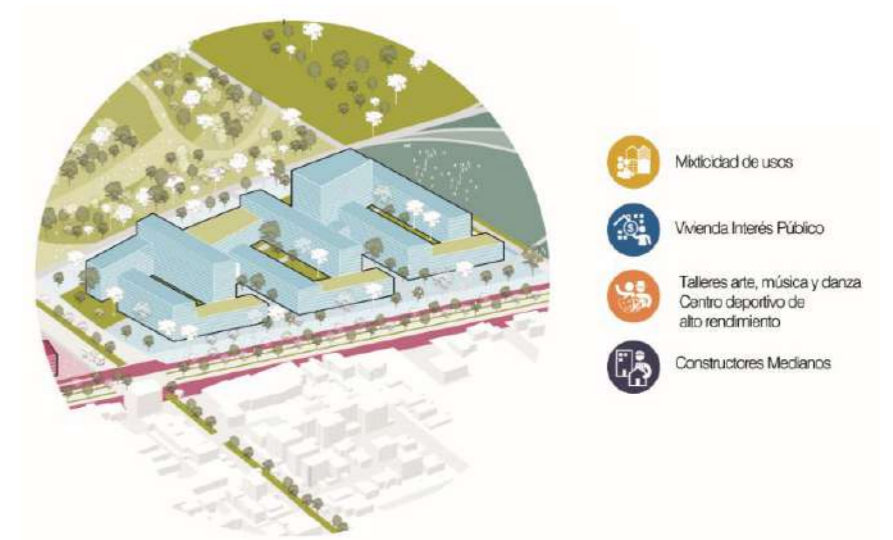 Mixticidad de usos
Vivienda Interés Público
Talleres arte, música y danza
Centro deportivo de
alto rendimiento
Constructores Medianos